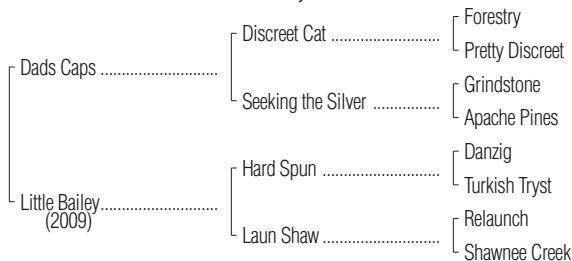 Forestry
Discreet Cat ........................
Pretty Discreet
Dads Caps ..........................
Grindstone
Seeking the Silver ...............
Apache Pines
Danzig
Hard Spun ..........................
Turkish Tryst
Little Bailey..........................
(2009)
Relaunch
Laun Shaw ..........................
Shawnee Creek